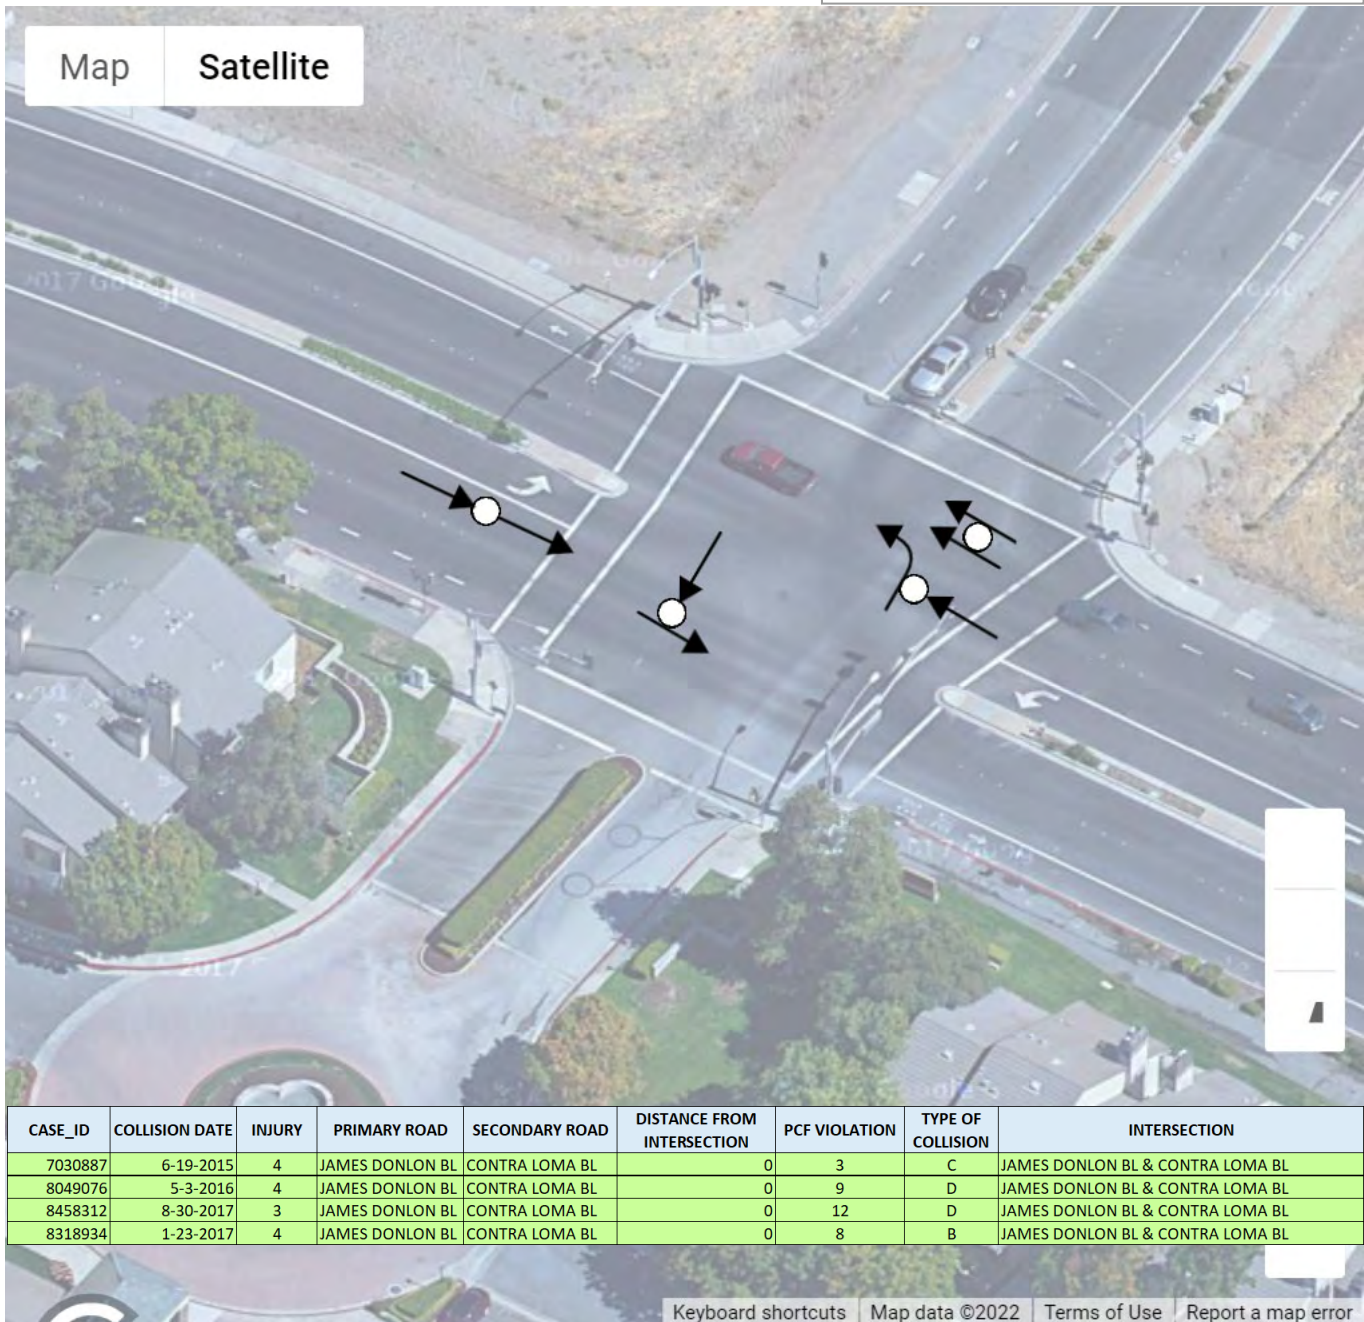 Map Satellite
2017 Google
2017
CASE_ID COLLISION DATE INJURY PRIMARY ROAD SECONDARY ROAD DISTANCE FROM INTERSECTION PCF VIOLATION TYPE OF COLLISION INTERSECTION
7030887 6-19-2015 4 JAMES DONLON BL CONTRA LOMA BL 0 3 C JAMES DONLON BL & CONTRA LOMA BL
8049076 5-3-2016 4 JAMES DONLON BL CONTRA LOMA BL 0 9 D JAMES DONLON BL & CONTRA LOMA BL
8458312 8-30-2017 3 JAMES DONLON BL CONTRA LOMA BL 0 12 D JAMES DONLON BL & CONTRA LOMA BL
8318934 1-23-2017 4 JAMES DONLON BL CONTRA LOMA BL 0 8 B JAMES DONLON BL & CONTRA LOMA BL
Keyboard shortcuts Map data ©2022 Terms of Use Report a map error